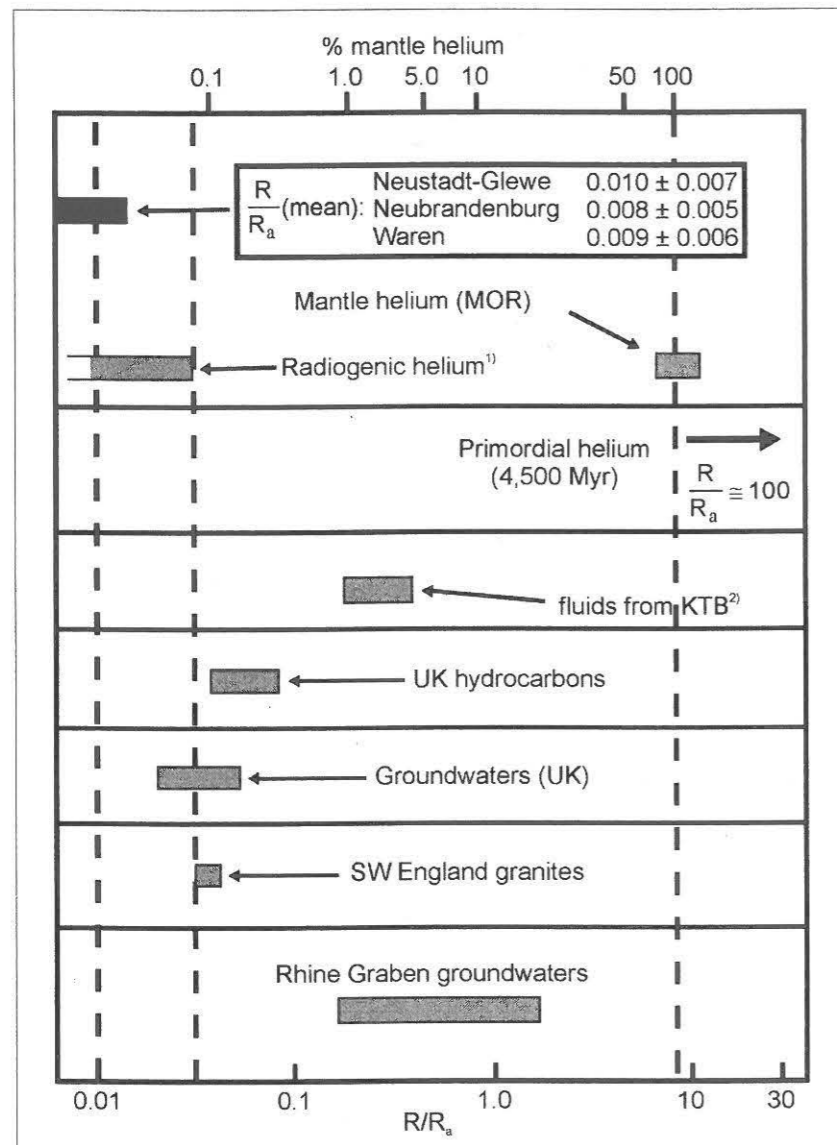 % mantle helium
0.1 1.0 5.0 10 50 100
R/Rₐ (mean): Neustadt-Glewe 0.010 ± 0.007
Neubrandenburg 0.008 ± 0.005
Waren 0.009 ± 0.006
Mantle helium (MOR)
Radiogenic helium¹⁾
Primordial helium
(4,500 Myr)
R/Rₐ ≅ 100
fluids from KTB²⁾
UK hydrocarbons
Groundwaters (UK)
SW England granites
Rhine Graben groundwaters
0.01 0.1 1.0 10 30
R/Rₐ